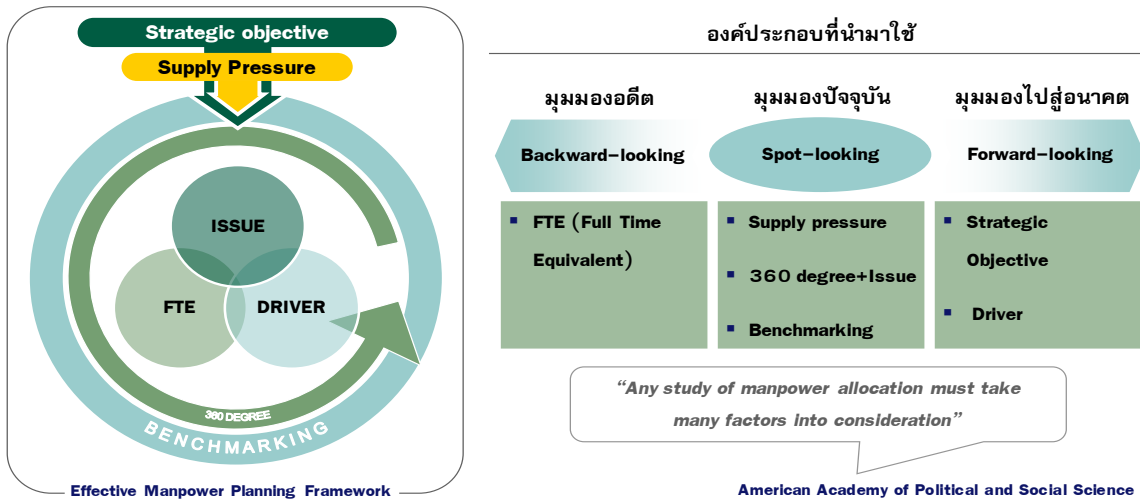 Strategic objective
Supply Pressure
ISSUE
FTE
DRIVER
360 DEGREE
BENCHMARKING
Effective Manpower Planning Framework
องค์ประกอบที่นำมาใช้
มุมมองอดีต
มุมมองปัจจุบัน
มุมมองไปสู่อนาคต
Backward-looking
Spot-looking
Forward-looking
▪ FTE (Full Time
Equivalent)
▪ Supply pressure
▪ 360 degree+Issue
▪ Benchmarking
▪ Strategic
Objective
▪ Driver
“Any study of manpower allocation must take
many factors into consideration”
American Academy of Political and Social Science